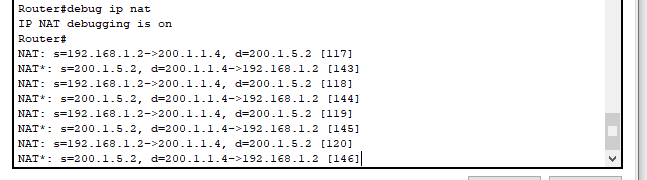 Router#debug ip nat
IP NAT debugging is on
Router#
NAT: s=192.168.1.2->200.1.1.4, d=200.1.5.2 [117]
NAT*: s=200.1.5.2, d=200.1.1.4->192.168.1.2 [143]
NAT: s=192.168.1.2->200.1.1.4, d=200.1.5.2 [118]
NAT*: s=200.1.5.2, d=200.1.1.4->192.168.1.2 [144]
NAT: s=192.168.1.2->200.1.1.4, d=200.1.5.2 [119]
NAT*: s=200.1.5.2, d=200.1.1.4->192.168.1.2 [145]
NAT: s=192.168.1.2->200.1.1.4, d=200.1.5.2 [120]
NAT*: s=200.1.5.2, d=200.1.1.4->192.168.1.2 [146]